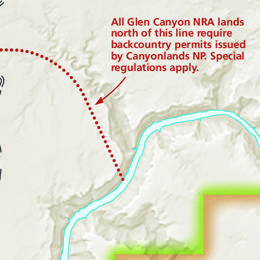 All Glen Canyon NRA lands
north of this line require
backcountry permits issued
by Canyonlands NP. Special
regulations apply.